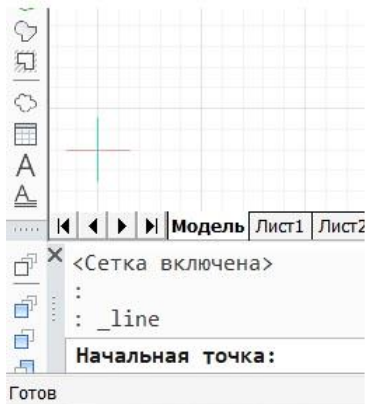 A
A
Модель Лист1 Лист2
<Сетка включена>
:
: _line
Начальная точка:
Готов